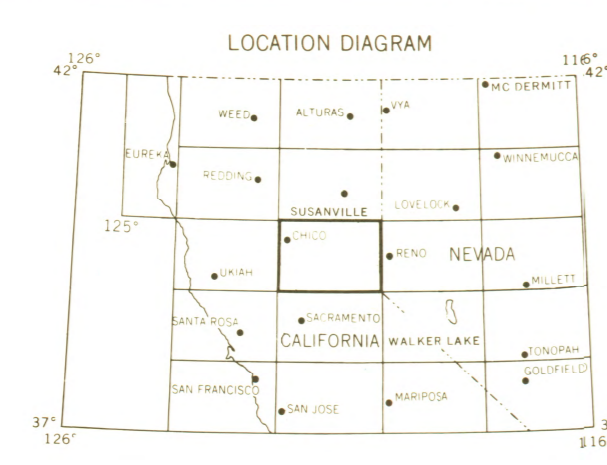 LOCATION DIAGRAM
126° 116°
42° 42°
MC DERMITT
WEED ALTURAS VYA
EUREKA WINNEMUCCA
REDDING LOVELOCK
SUSANVILLE
125° CHICO
RENO NEVADA
UKIAH MILLETT
SANTA ROSA SACRAMENTO
CALIFORNIA WALKER LAKE
TONOPAH
GOLDFIELD
SAN FRANCISCO MARIPOSA
SAN JOSE
37° 3
126° 116°